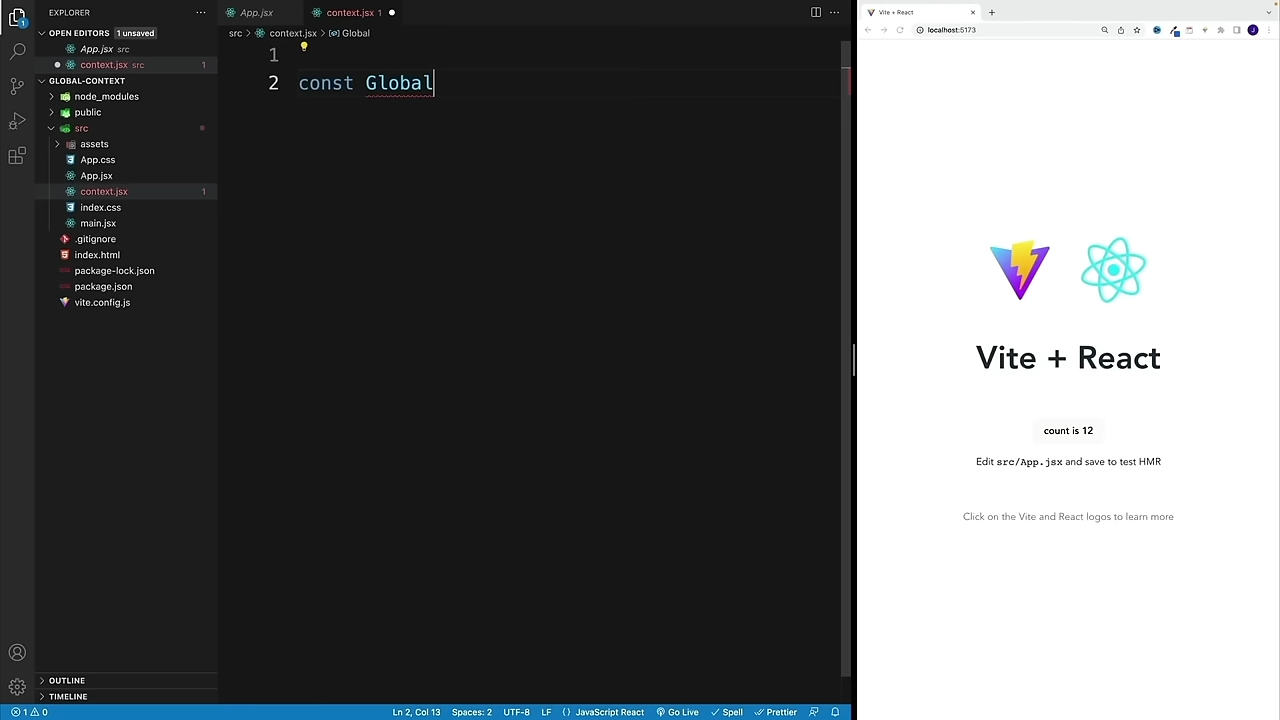 EXPLORER
OPEN EDITORS 1 unsaved
App.jsx src
context.jsx src 1
GLOBAL-CONTEXT
node_modules
public
src
assets
App.css
App.jsx
context.jsx 1
index.css
main.jsx
.gitignore
index.html
package-lock.json
package.json
vite.config.js
OUTLINE
TIMELINE
1
App.jsx
context.jsx 1
src > context.jsx > Global
1
2 const Global
1 0
Ln 2, Col 13
Spaces: 2
UTF-8
LF
{ } JavaScript React
Go Live
Spell
Prettier
Vite + React
localhost:5173
J
Vite + React
count is 12
Edit src/App.jsx and save to test HMR
Click on the Vite and React logos to learn more